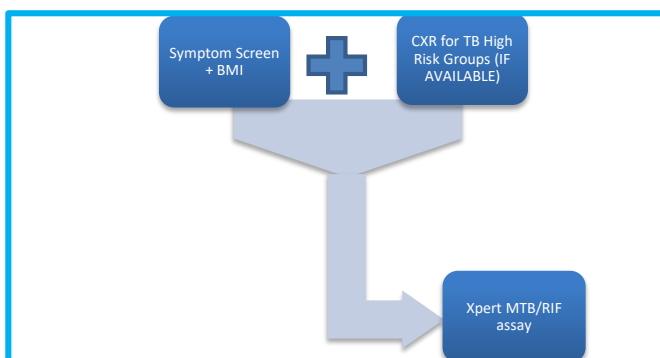 Symptom Screen
+ BMI
CXR for TB High
Risk Groups (IF
AVAILABLE)
Xpert MTB/RIF
assay